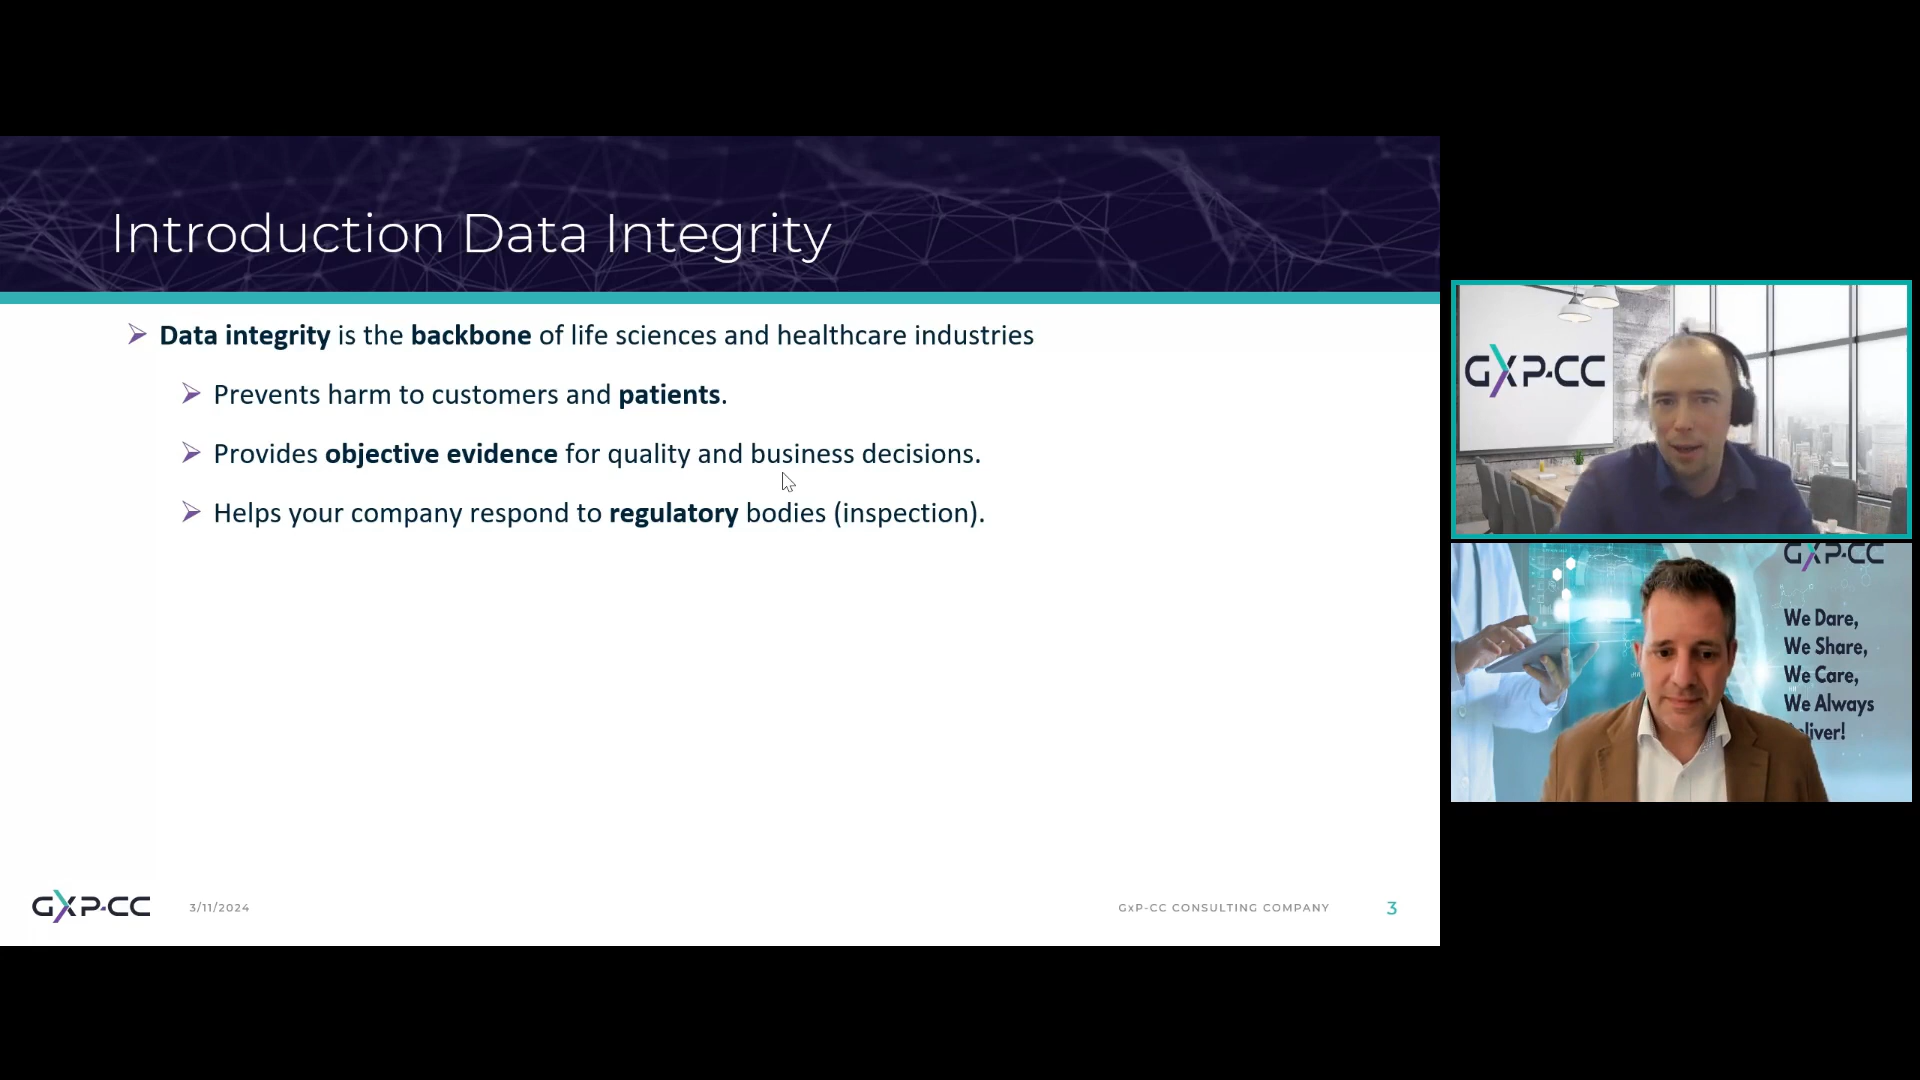 Introduction Data Integrity
Data integrity is the backbone of life sciences and healthcare industries
Prevents harm to customers and patients.
Provides objective evidence for quality and business decisions.
Helps your company respond to regulatory bodies (inspection).
GXP-CC
3/11/2024
GxP-CC CONSULTING COMPANY
3
GXP-CC
GXP-CC
We Dare,
We Share,
We Care,
We Always